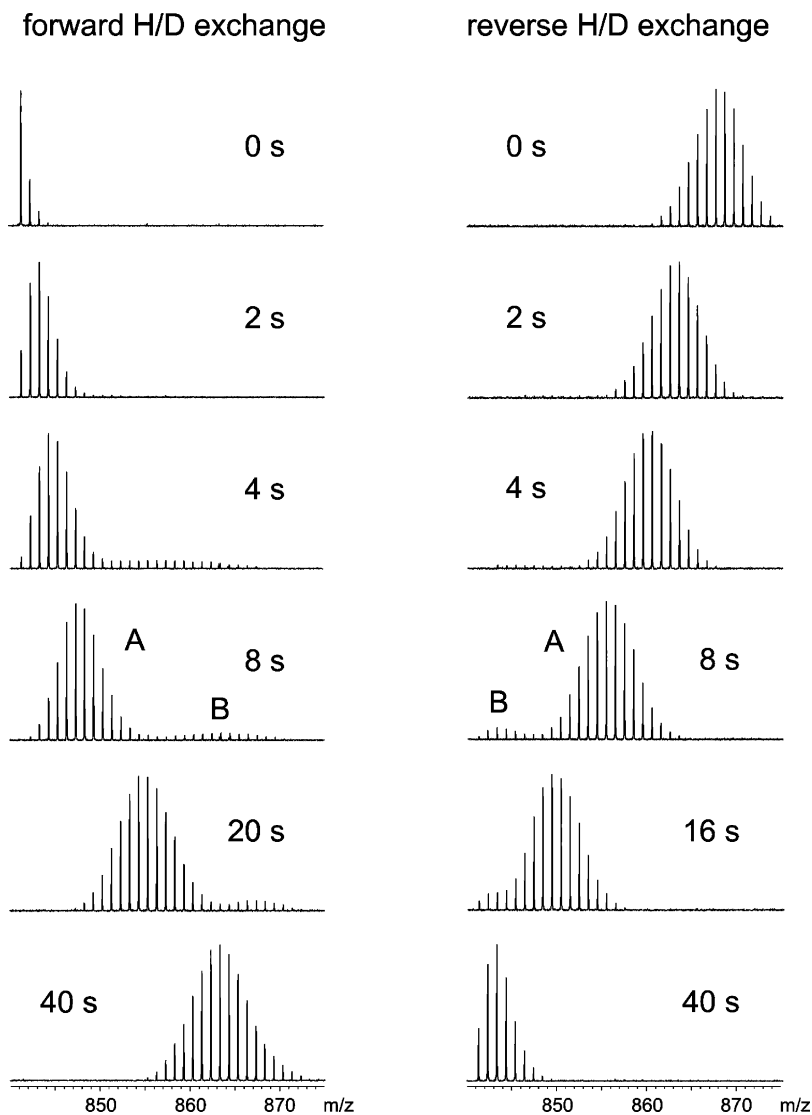 forward H/D exchange
reverse H/D exchange
0 s
0 s
2 s
2 s
4 s
4 s
A
8 s
B
A
8 s
B
20 s
16 s
40 s
40 s
850 860 870 m/z
850 860 870 m/z